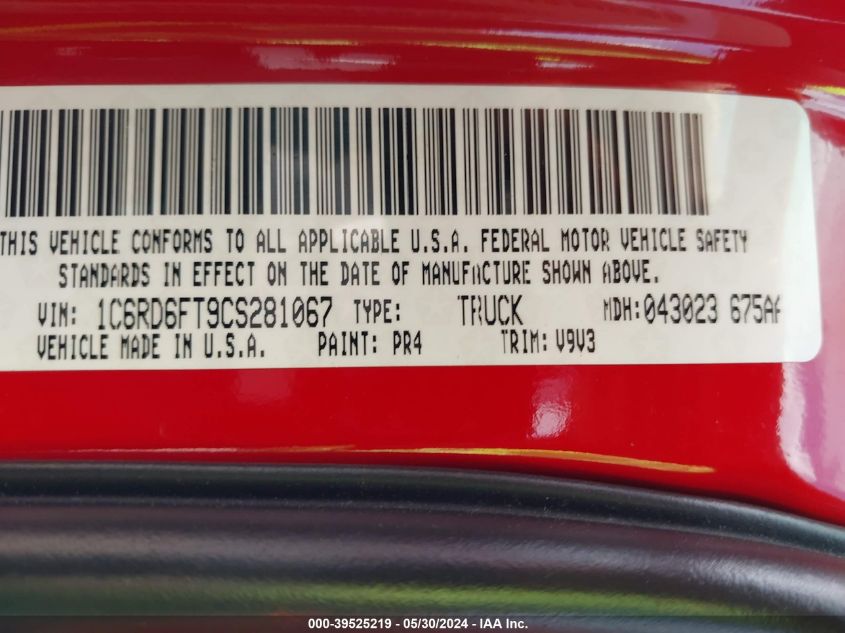 THIS VEHICLE CONFORMS TO ALL APPLICABLE U.S.A. FEDERAL MOTOR VEHICLE SAFETY
STANDARDS IN EFFECT ON THE DATE OF MANUFACTURE SHOWN ABOVE.
VIN: 1C6RD6FT9CS281067 TYPE: TRUCK MDH:043023 675AA
VEHICLE MADE IN U.S.A. PAINT: PR4 TRIM: V9V3
000-39525219 - 05/30/2024 - IAA Inc.